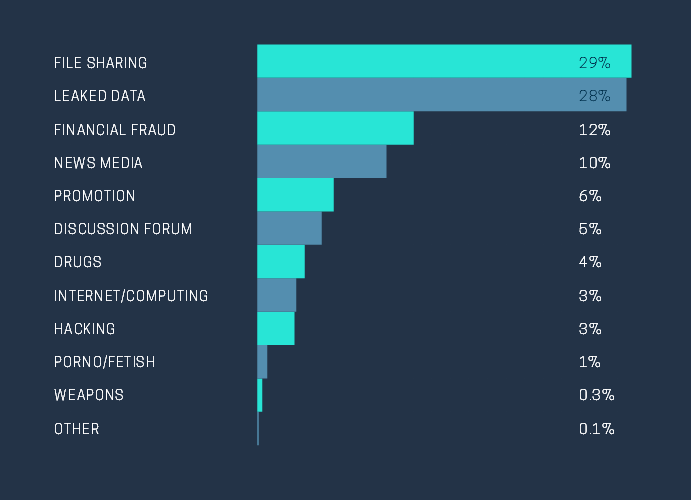 FILE SHARING 29%
LEAKED DATA 28%
FINANCIAL FRAUD 12%
NEWS MEDIA 10%
PROMOTION 6%
DISCUSSION FORUM 5%
DRUGS 4%
INTERNET/COMPUTING 3%
HACKING 3%
PORNO/FETISH 1%
WEAPONS 0.3%
OTHER 0.1%